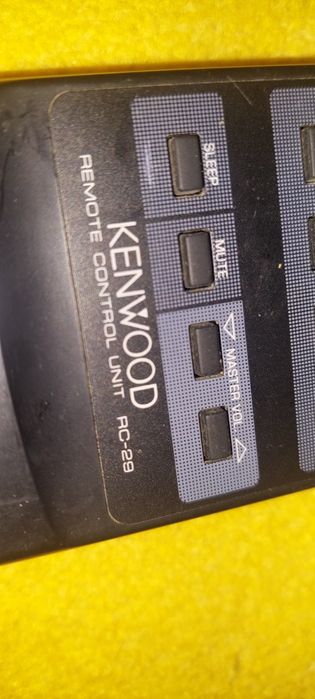 SLEEP
MUTE
MASTER VOL
KENWOOD
REMOTE CONTROL UNIT RC-29